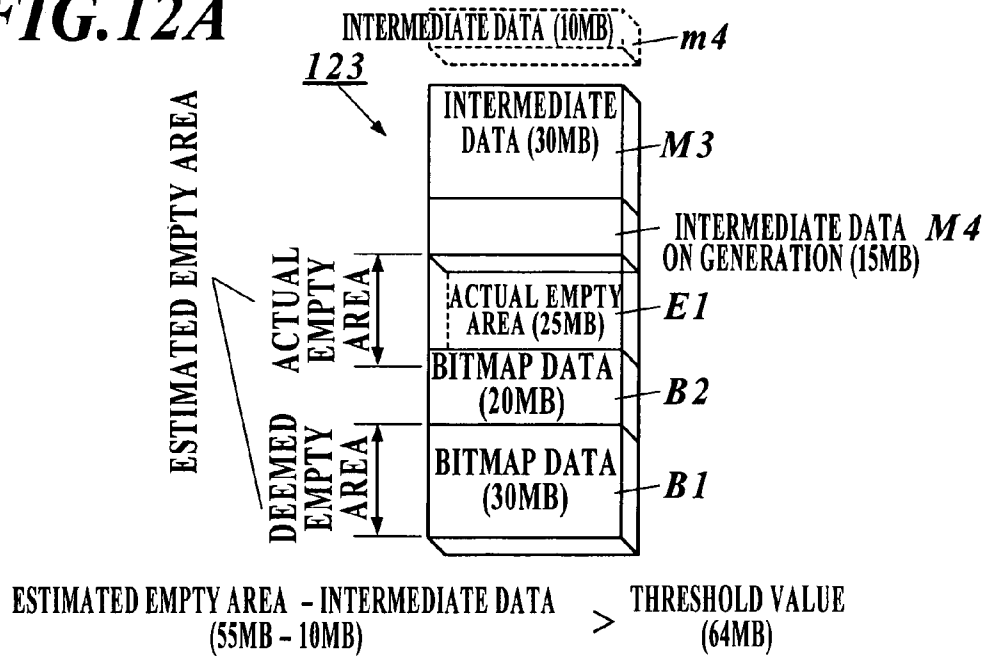 FIG.12A
INTERMEDIATE DATA (10MB)
m4
123
INTERMEDIATE
DATA (30MB)
M3
INTERMEDIATE DATA M4
ON GENERATION (15MB)
ESTIMATED EMPTY AREA
ACTUAL
EMPTY
AREA
ACTUAL EMPTY
AREA (25MB)
E1
BITMAP DATA
(20MB)
B2
DEEMED
EMPTY
AREA
BITMAP DATA
(30MB)
B1
ESTIMATED EMPTY AREA – INTERMEDIATE DATA > THRESHOLD VALUE
(55MB – 10MB) (64MB)